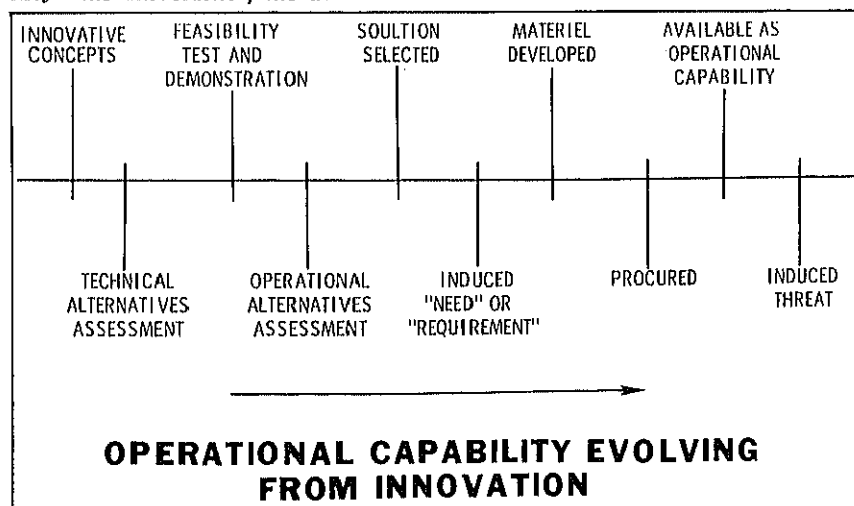 INNOVATIVE
CONCEPTS
FEASIBILITY
TEST AND
DEMONSTRATION
SOULTION
SELECTED
MATERIEL
DEVELOPED
AVAILABLE AS
OPERATIONAL
CAPABILITY
TECHNICAL
ALTERNATIVES
ASSESSMENT
OPERATIONAL
ALTERNATIVES
ASSESSMENT
INDUCED
"NEED" OR
"REQUIREMENT"
PROCURED
INDUCED
THREAT
OPERATIONAL CAPABILITY EVOLVING
FROM INNOVATION